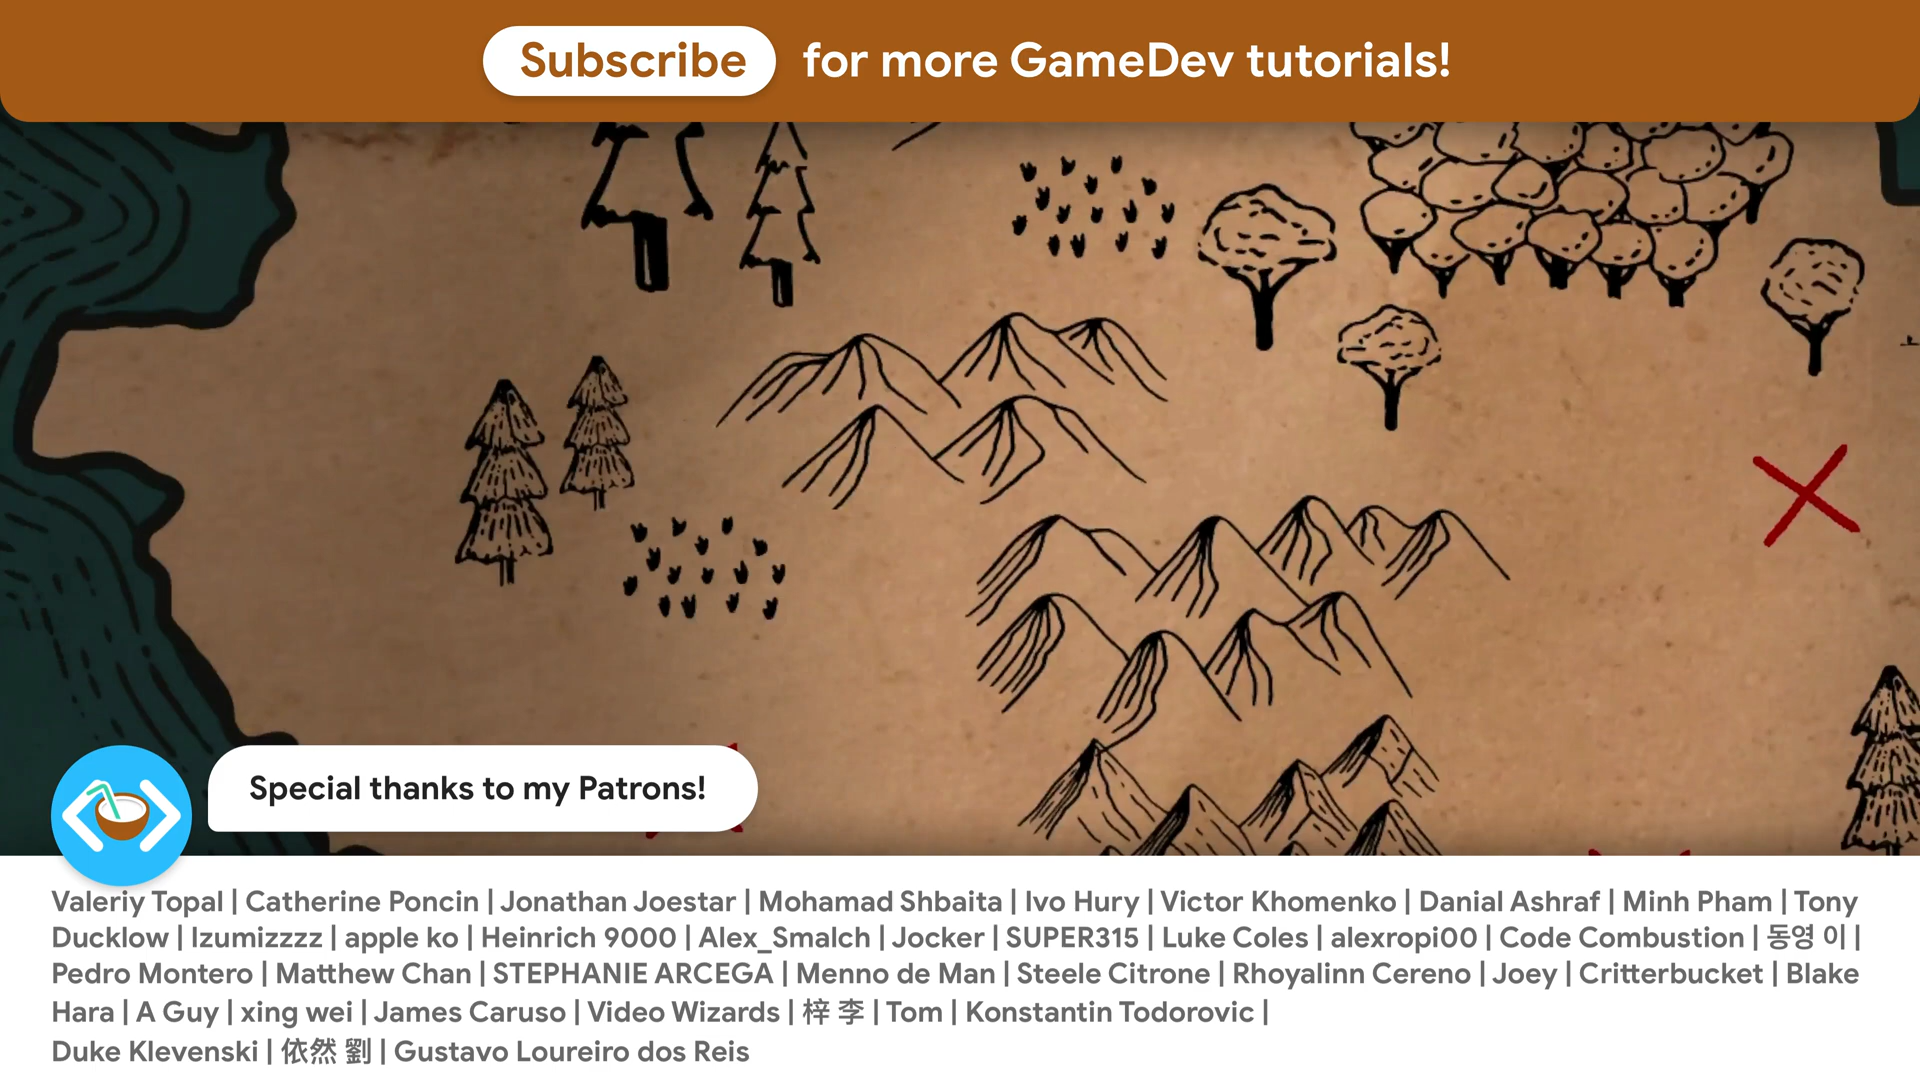 Subscribe for more GameDev tutorials!
Special thanks to my Patrons!
Valeriy Topal | Catherine Poncin | Jonathan Joestar | Mohamad Shbaita | Ivo Hury | Victor Khomenko | Danial Ashraf | Minh Pham | Tony
Ducklow | Izumizzzz | apple ko | Heinrich 9000 | Alex_Smalch | Jocker | SUPER315 | Luke Coles | alexropi00 | Code Combustion | 동영 이 |
Pedro Montero | Matthew Chan | STEPHANIE ARCEGA | Menno de Man | Steele Citrone | Rhoyalinn Cereno | Joey | Critterbucket | Blake
Hara | A Guy | xing wei | James Caruso | Video Wizards | 梓 李 | Tom | Konstantin Todorovic |
Duke Klevenski | 依然 劉 | Gustavo Loureiro dos Reis